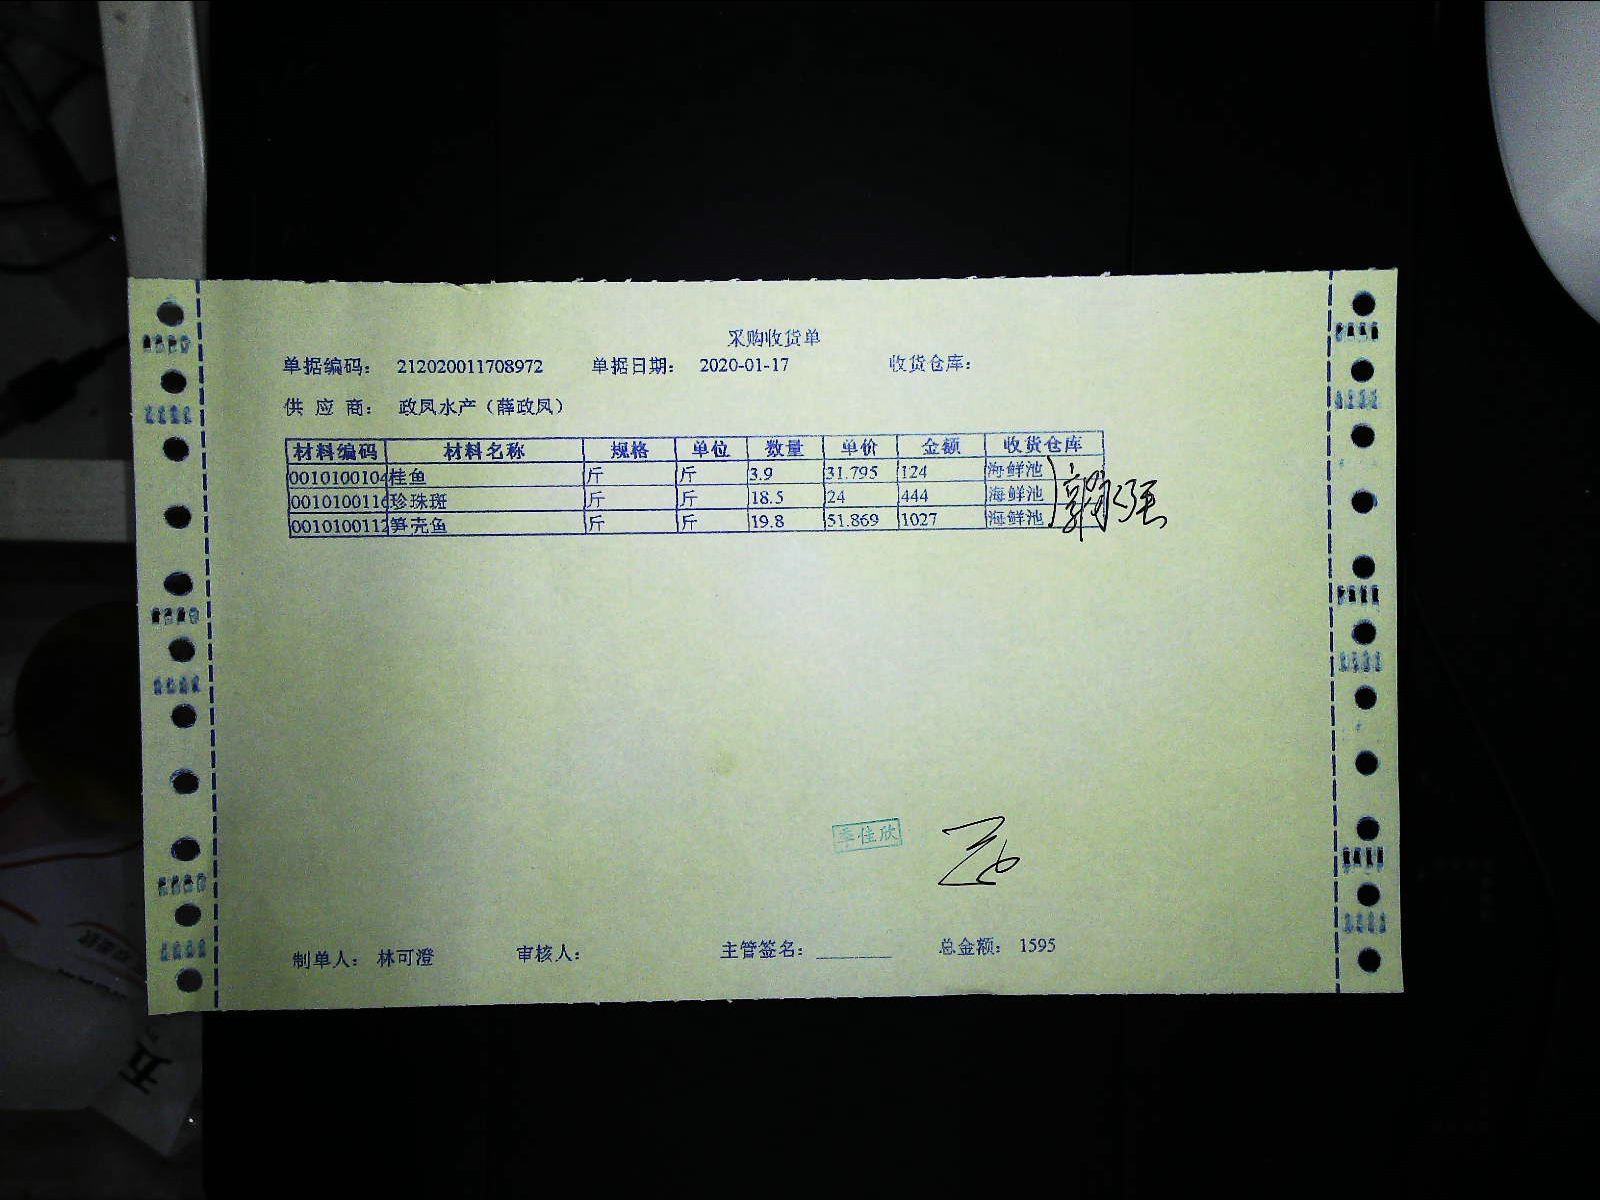 采购收货单
单据编码： 212020011708972 单据日期： 2020-01-17 收货仓库：
供 应 商： 政凤水产（薛政凤）
材料编码 材料名称 规格 单位 数量 单价 金额 收货仓库
0010100104 桂鱼 斤 斤 3.9 31.795 124 海鲜池
001010011 珍珠斑 斤 斤 18.5 24 444 海鲜池
0010100112 笋壳鱼 斤 斤 19.8 51.869 1027 海鲜池
季佳欣
制单人： 林可澄 审核人： 主管签名： 总金额： 1595
五